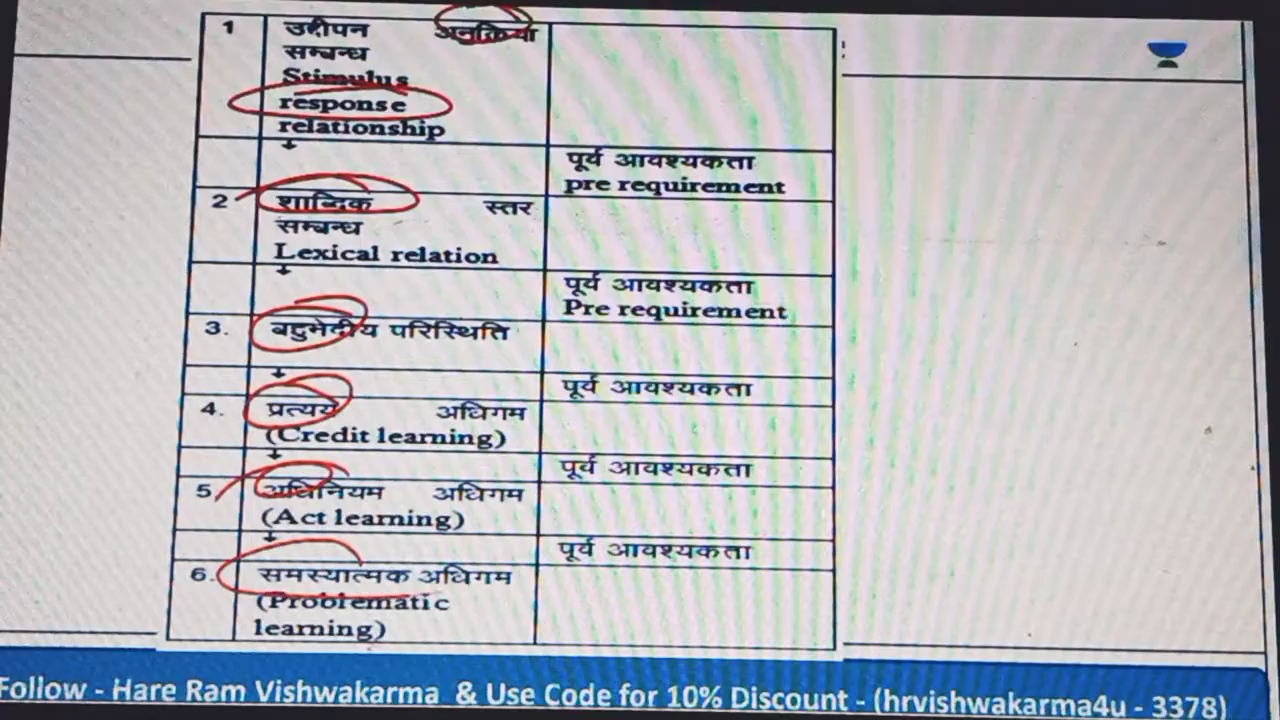 1 उद्दीपन अनुक्रिया
सम्बन्ध
Stimulus
response
relationship
पूर्व आवश्यकता
pre requirement
2 शाब्दिक स्तर
सम्बन्ध
Lexical relation
पूर्व आवश्यकता
Pre requirement
3. बहुभेदीय परिस्थिति
पूर्व आवश्यकता
4. प्रत्यय अधिगम
(Credit learning)
पूर्व आवश्यकता
5 अधिनियम अधिगम
(Act learning)
पूर्व आवश्यकता
6. समस्यात्मक अधिगम
(Problematic
learning)
Follow - Hare Ram Vishwakarma & Use Code for 10% Discount - (hrvishwakarma4u - 3378)